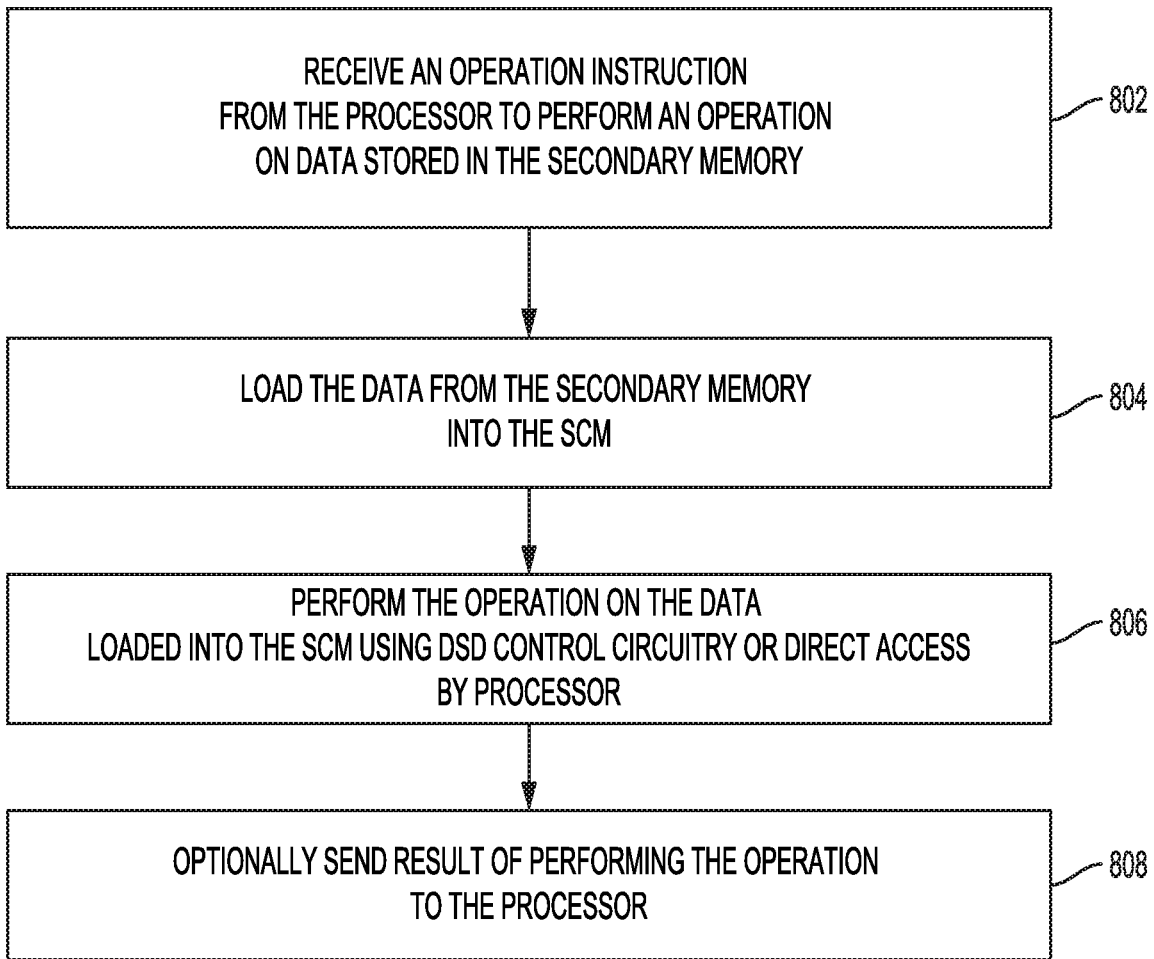 RECEIVE AN OPERATION INSTRUCTION
FROM THE PROCESSOR TO PERFORM AN OPERATION
ON DATA STORED IN THE SECONDARY MEMORY
802
LOAD THE DATA FROM THE SECONDARY MEMORY
INTO THE SCM
804
PERFORM THE OPERATION ON THE DATA
LOADED INTO THE SCM USING DSD CONTROL CIRCUITRY OR DIRECT ACCESS
BY PROCESSOR
806
OPTIONALLY SEND RESULT OF PERFORMING THE OPERATION
TO THE PROCESSOR
808